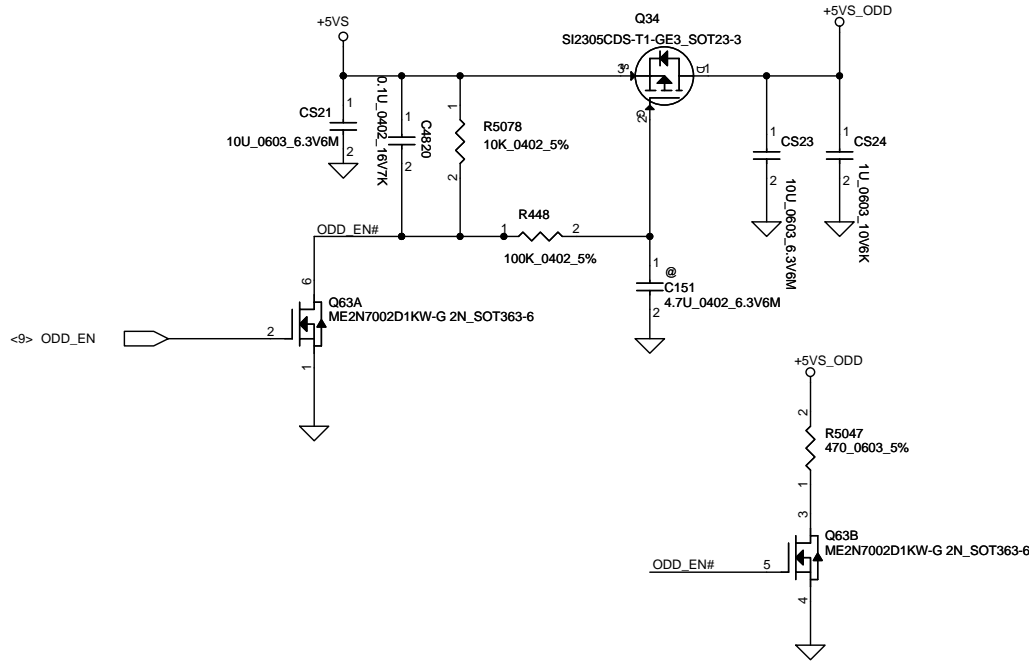 +5VS
Q34
+5VS_ODD
SI2305CDS-T1-GE3_SOT23-3
3
S
D
1
G
2
CS21
1
10U_0603_6.3V6M
2
0.1U_0402_16V7K
1
C4820
2
1
R5078
10K_0402_5%
2
1
CS23
2
10U_0603_6.3V6M
1
CS24
2
1U_0603_10V6K
ODD_EN#
R448
1
2
100K_0402_5%
@
1
C151
4.7U_0402_6.3V6M
2
6
Q63A
ME2N7002D1KW-G 2N_SOT363-6
<9> ODD_EN
2
1
+5VS_ODD
2
R5047
470_0603_5%
1
3
Q63B
ME2N7002D1KW-G 2N_SOT363-6
ODD_EN#
5
4